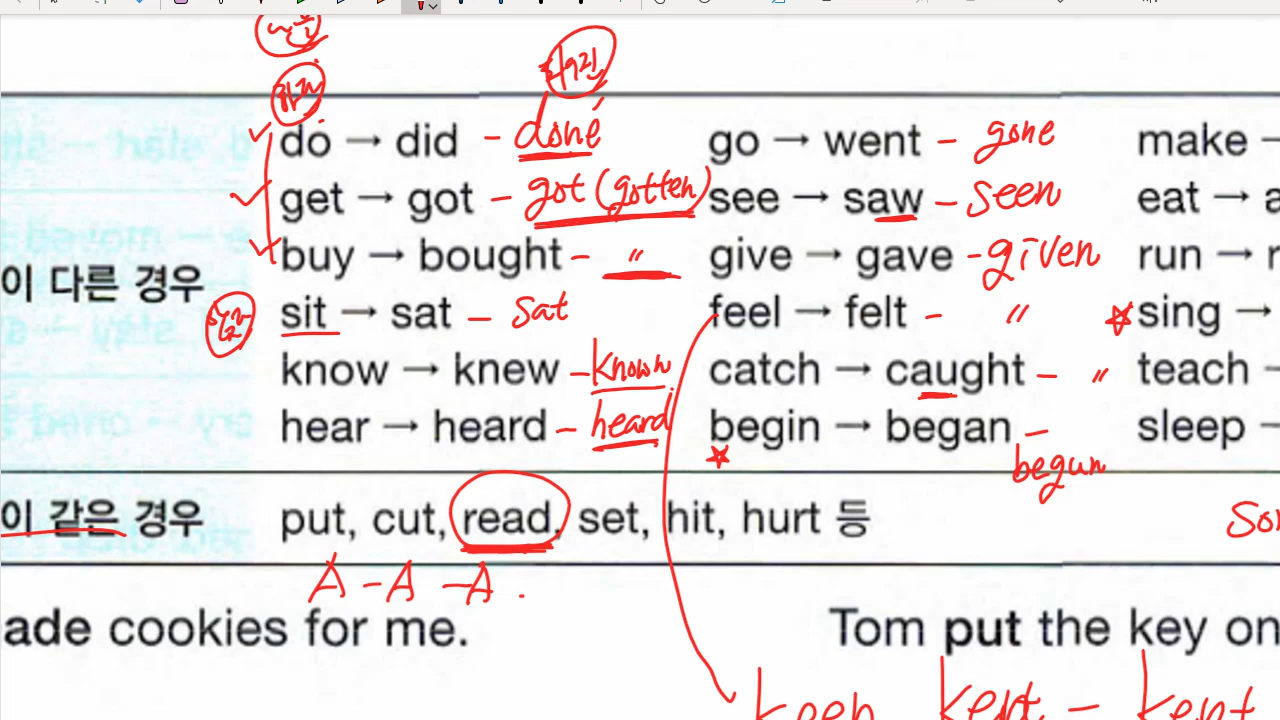 do → did - done go → went - gone make →
get → got - got (gotten) see → saw - seen eat → a
buy → bought - " give → gave - given run → r
이 다른 경우
sit → sat - sat feel → felt - " sing →
know → knew - known catch → caught - " teach -
hear → heard - heard begin → began - begun sleep -
이 같은 경우 put, cut, read, set, hit, hurt 등
A - A - A.
ade cookies for me. Tom put the key on
keep kept - kept